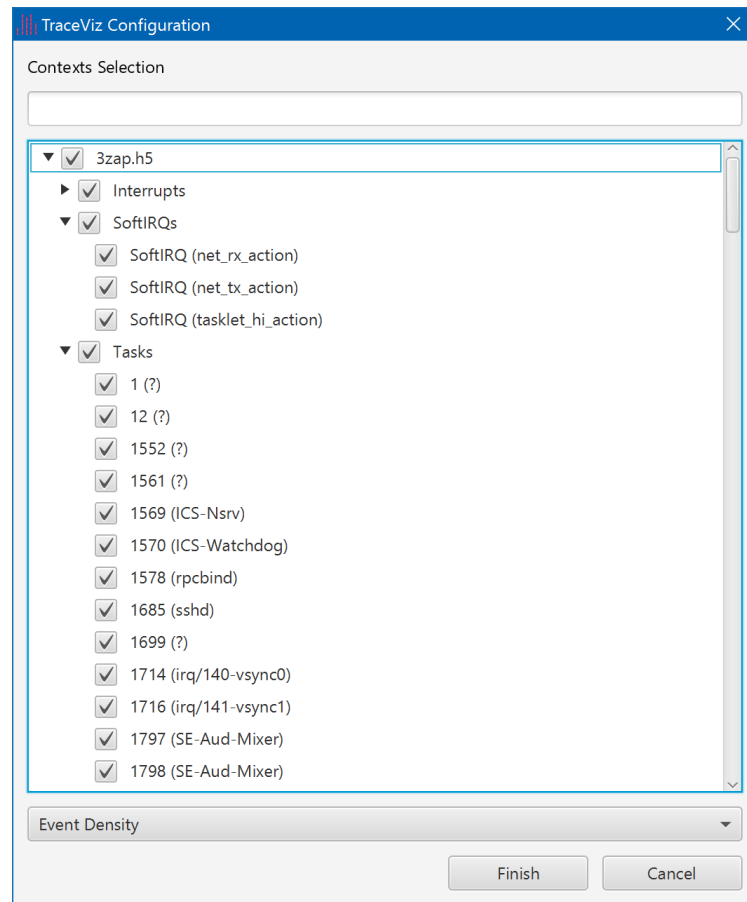 TraceViz Configuration
Contexts Selection
3zap.h5
Interrupts
SoftIRQs
SoftIRQ (net_rx_action)
SoftIRQ (net_tx_action)
SoftIRQ (tasklet_hi_action)
Tasks
1 (?)
12 (?)
1552 (?)
1561 (?)
1569 (ICS-Nsrv)
1570 (ICS-Watchdog)
1578 (rpcbind)
1685 (sshd)
1699 (?)
1714 (irq/140-vsync0)
1716 (irq/141-vsync1)
1797 (SE-Aud-Mixer)
1798 (SE-Aud-Mixer)
Event Density
Finish Cancel